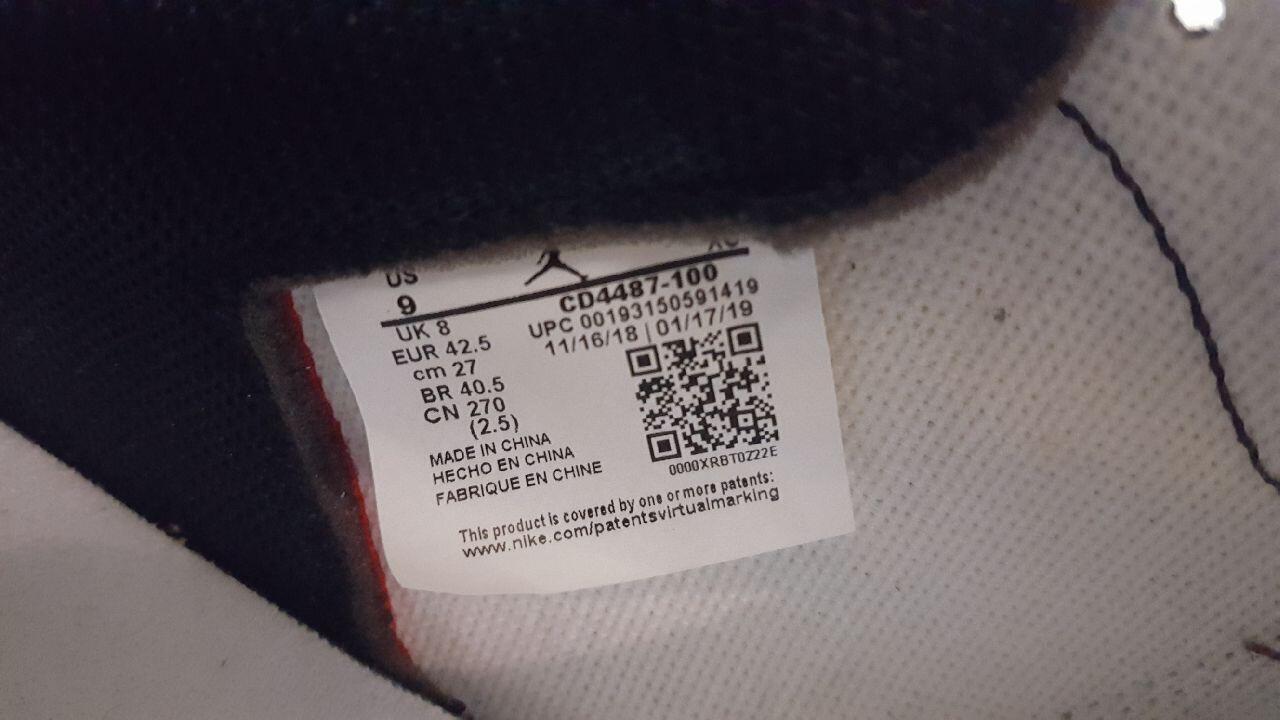 US
9
UK 8
EUR 42.5
cm 27
BR 40.5
CN 270
(2.5)
CD4487-100
UPC 00193150591419
11/16/18 | 01/17/19
0000XRBT0Z22E
MADE IN CHINA
HECHO EN CHINA
FABRIQUE EN CHINE
This product is covered by one or more patents:
www.nike.com/patentsvirtualmarking